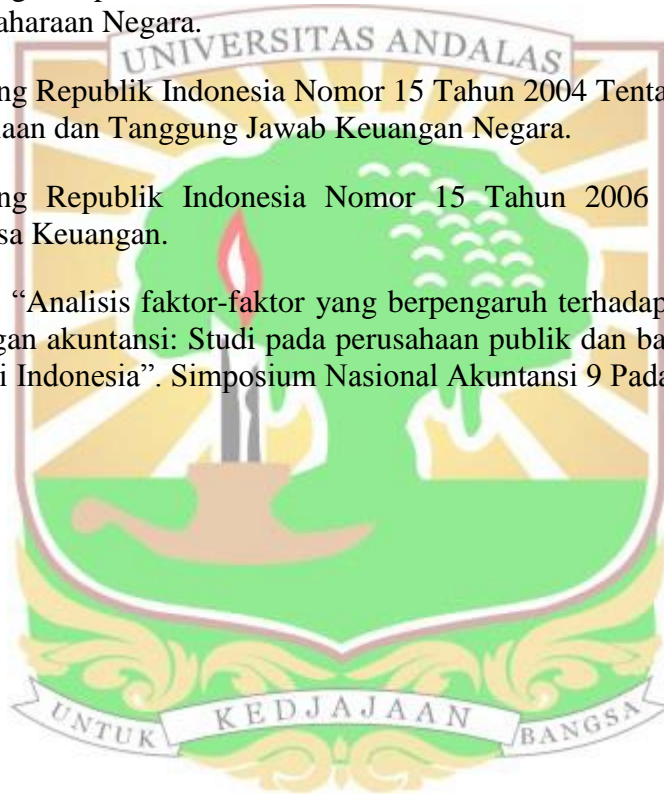 aharaan Negara.
UNIVERSITAS ANDALAS
ng Republik Indonesia Nomor 15 Tahun 2004 Tenta
aan dan Tanggung Jawab Keuangan Negara.
ng Republik Indonesia Nomor 15 Tahun 2006
sa Keuangan.
“Analisis faktor-faktor yang berpengaruh terhadap
gan akuntansi: Studi pada perusahaan publik dan ba
i Indonesia”. Simposium Nasional Akuntansi 9 Pada
UNTUK KEDJAJAAN BANGSA